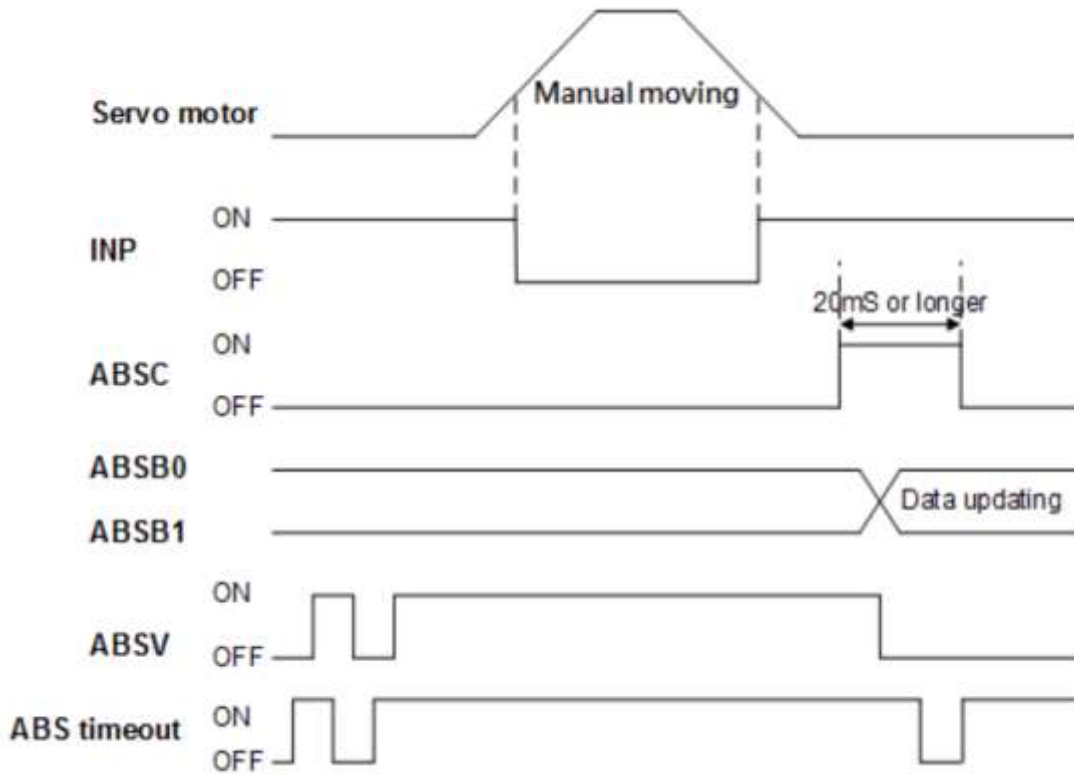 Servo motor
Manual moving
INP
ON
OFF
20mS or longer
ABSC
ON
OFF
ABSB0
ABSB1
Data updating
ABSV
ON
OFF
ABS timeout
ON
OFF